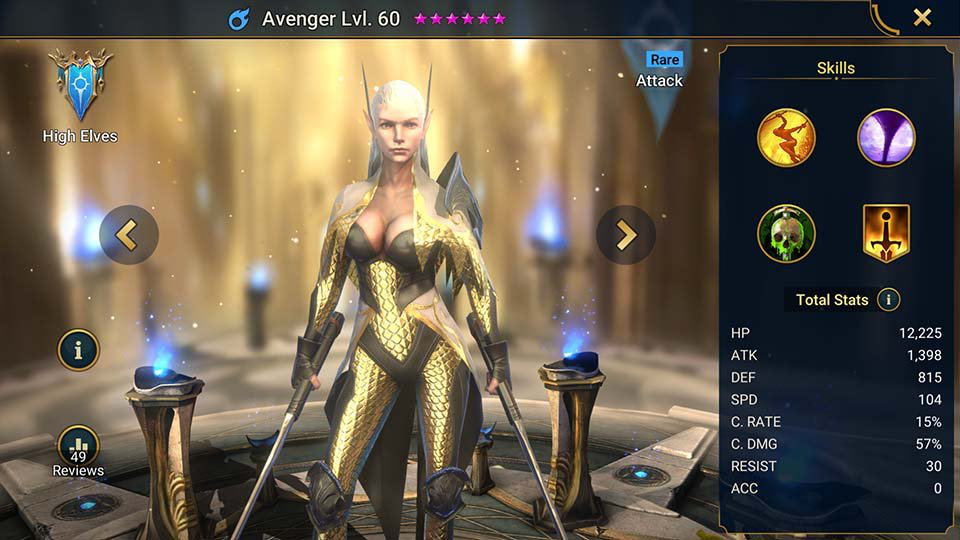 Avenger Lvl. 60
High Elves
Rare
Attack
49
Reviews
Skills
Total Stats i
HP 12,225
ATK 1,398
DEF 815
SPD 104
C. RATE 15%
C. DMG 57%
RESIST 30
ACC 0